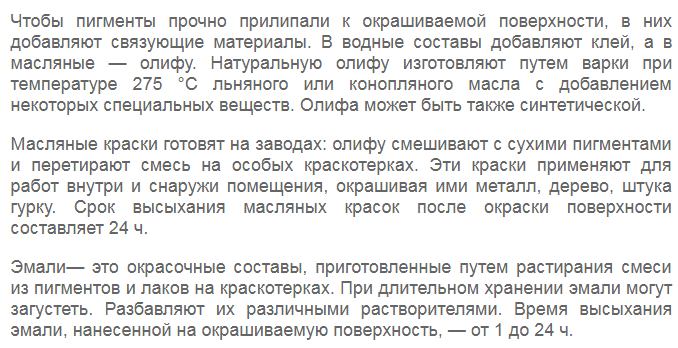 Чтобы пигменты прочно прилипали к окрашиваемой поверхности, в них
добавляют связующие материалы. В водные составы добавляют клей, а в
масляные — олифу. Натуральную олифу изготовляют путем варки при
температуре 275 °С льняного или конопляного масла с добавлением
некоторых специальных веществ. Олифа может быть также синтетической.
Масляные краски готовят на заводах: олифу смешивают с сухими пигментами
и перетирают смесь на особых краскотерках. Эти краски применяют для
работ внутри и снаружи помещения, окрашивая ими металл, дерево, штука
гурку. Срок высыхания масляных красок после окраски поверхности
составляет 24 ч.
Эмали— это окрасочные составы, приготовленные путем растирания смеси
из пигментов и лаков на краскотерках. При длительном хранении эмали могут
загустеть. Разбавляют их различными растворителями. Время высыхания
эмали, нанесенной на окрашиваемую поверхность, — от 1 до 24 ч.